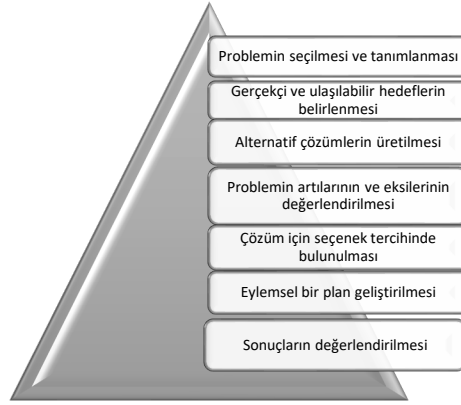 Problemin seçilmesi ve tanımlanması
Gerçekçi ve ulaşılabilir hedeflerin
belirlenmesi
Alternatif çözümlerin üretilmesi
Problemin artılarının ve eksilerinin
değerlendirilmesi
Çözüm için seçenek tercihinde
bulunulması
Eylemsel bir plan geliştirilmesi
Sonuçların değerlendirilmesi